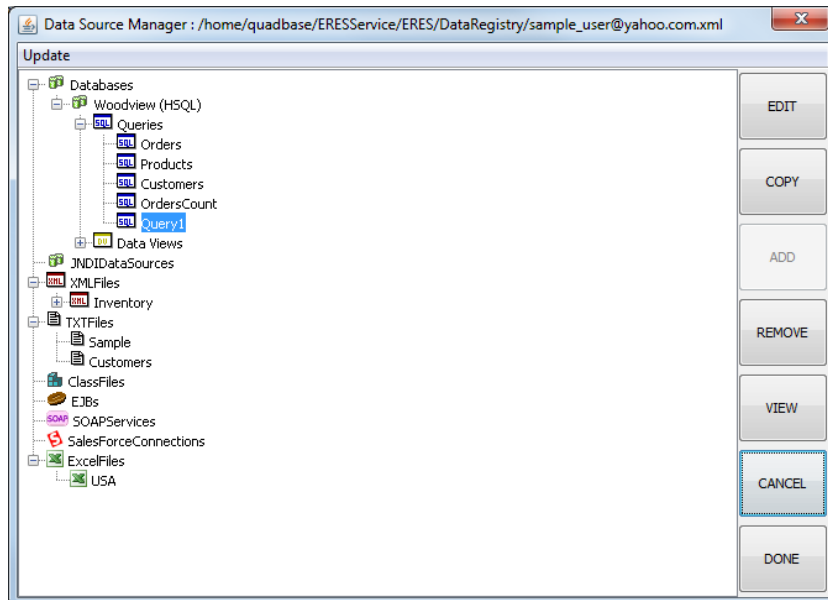 Data Source Manager : /home/quadbase/ERESService/ERES/DataRegistry/sample_user@yahoo.com.xml
Update
Databases
Woodview (HSQL)
SQL Queries
SQL Orders
SQL Products
SQL Customers
SQL OrdersCount
SQL Query1
DV Data Views
JNDIDataSources
XML XMLFiles
XML Inventory
TXTFiles
Sample
Customers
ClassFiles
EJBs
SOAP SOAPServices
SalesForceConnections
ExcelFiles
USA
EDIT
COPY
ADD
REMOVE
VIEW
CANCEL
DONE